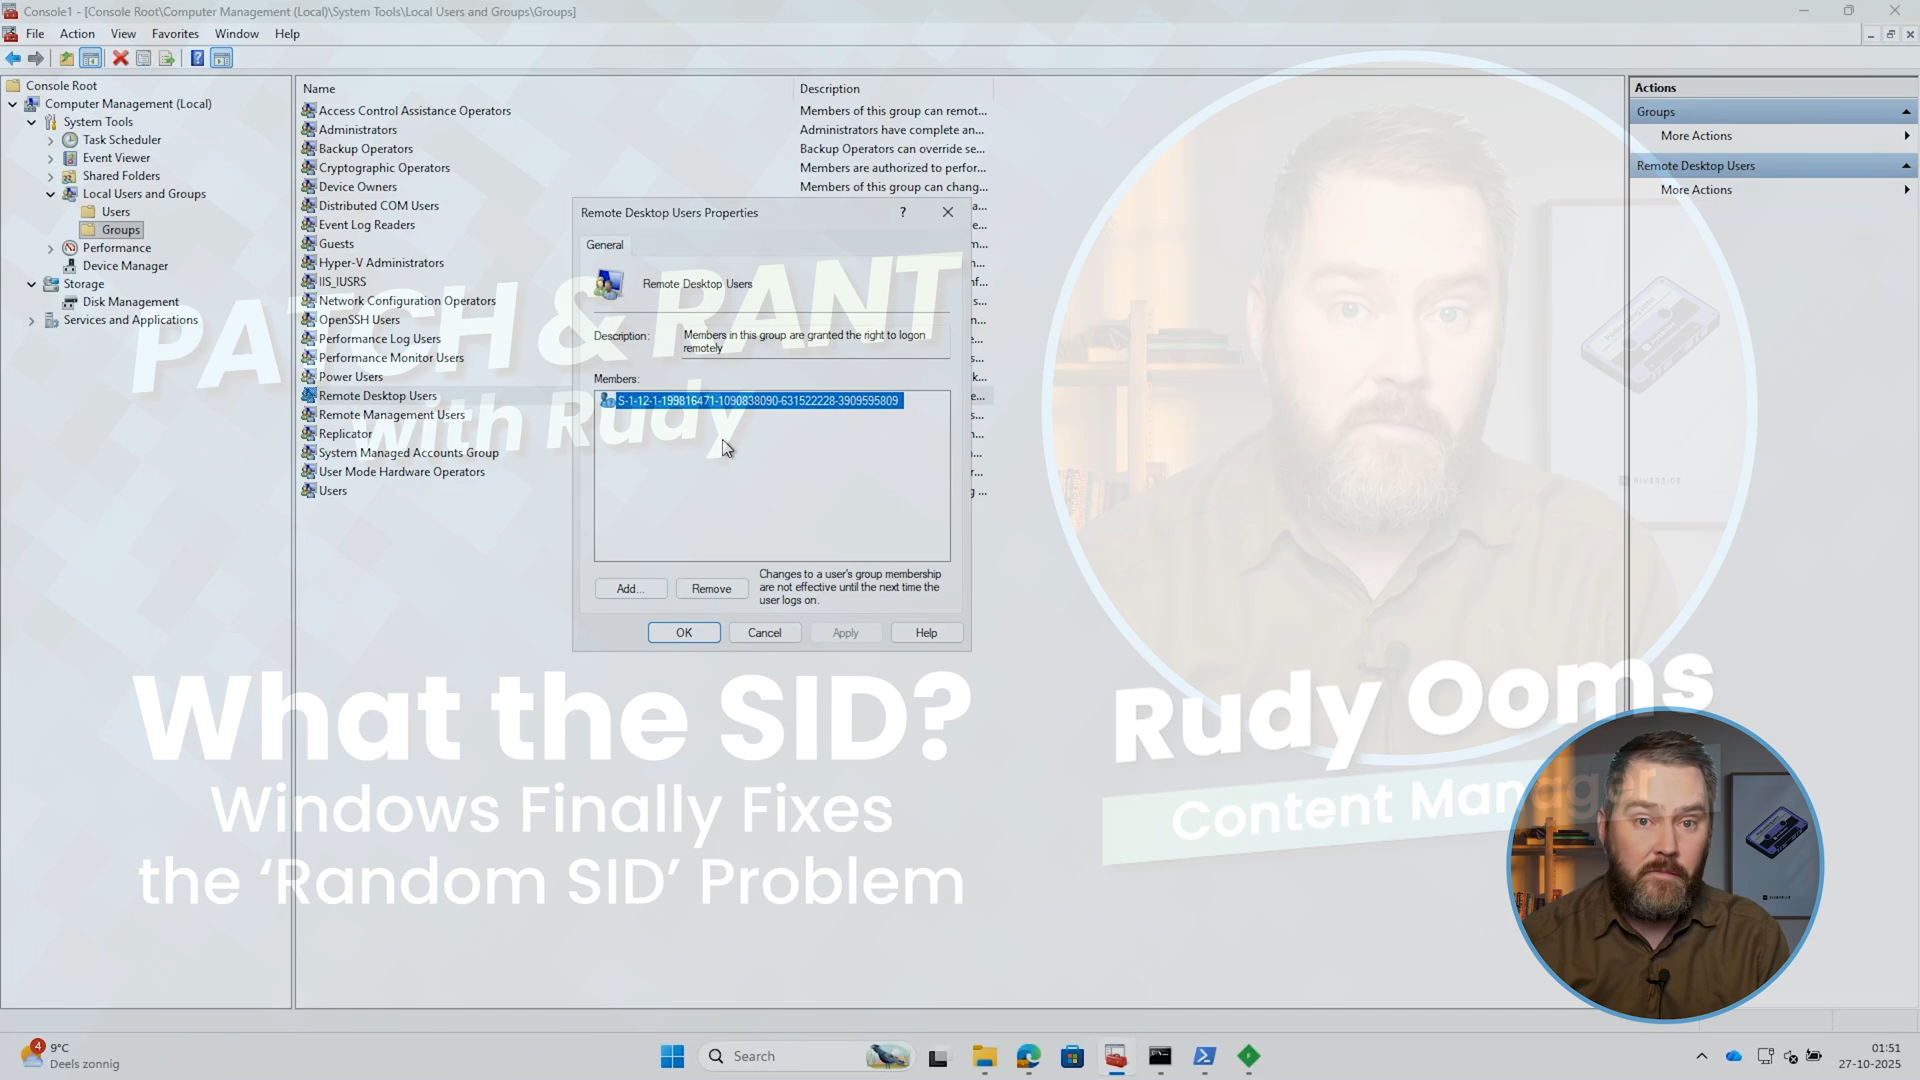 Console1 - [Console Root\Computer Management (Local)\System Tools\Local Users and Groups\Groups]
File Action View Favorites Window Help
Console Root
Computer Management (Local)
System Tools
Task Scheduler
Event Viewer
Shared Folders
Local Users and Groups
Users
Groups
Performance
Device Manager
Storage
Disk Management
Services and Applications
Name Description
Access Control Assistance Operators Members of this group can remot...
Administrators Administrators have complete an...
Backup Operators Backup Operators can override se...
Cryptographic Operators Members are authorized to perfor...
Device Owners Members of this group can chang...
Distributed COM Users a...
Event Log Readers e...
Guests m...
Hyper-V Administrators
IIS_IUSRS nf...
Network Configuration Operators s...
OpenSSH Users n...
Performance Log Users e...
Performance Monitor Users r...
Power Users k...
Remote Desktop Users e...
Remote Management Users r...
Replicator n...
System Managed Accounts Group
User Mode Hardware Operators r...
Users g ...
Remote Desktop Users Properties ?
General
Remote Desktop Users
Description: Members in this group are granted the right to logon
remotely
Members:
S-1-12-1-199816471-1090838090-631522228-3909595809
Add... Remove
Changes to a user's group membership
are not effective until the next time the
user logs on.
OK Cancel Apply Help
Actions
Groups
More Actions
Remote Desktop Users
More Actions
PATCH & RANT
with Rudy
What the SID?
Windows Finally Fixes
the ‘Random SID’ Problem
Rudy Ooms
Content Manager
RIVERSIDE
4
9°C
Deels zonnig
Search
01:51
27-10-2025